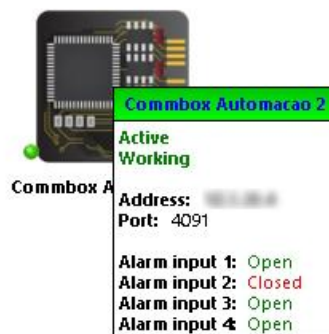 Commbox Automacao 2
Active
Working
Commbox A
Address:
Port: 4091
Alarm input 1: Open
Alarm input 2: Closed
Alarm input 3: Open
Alarm input 4: Open